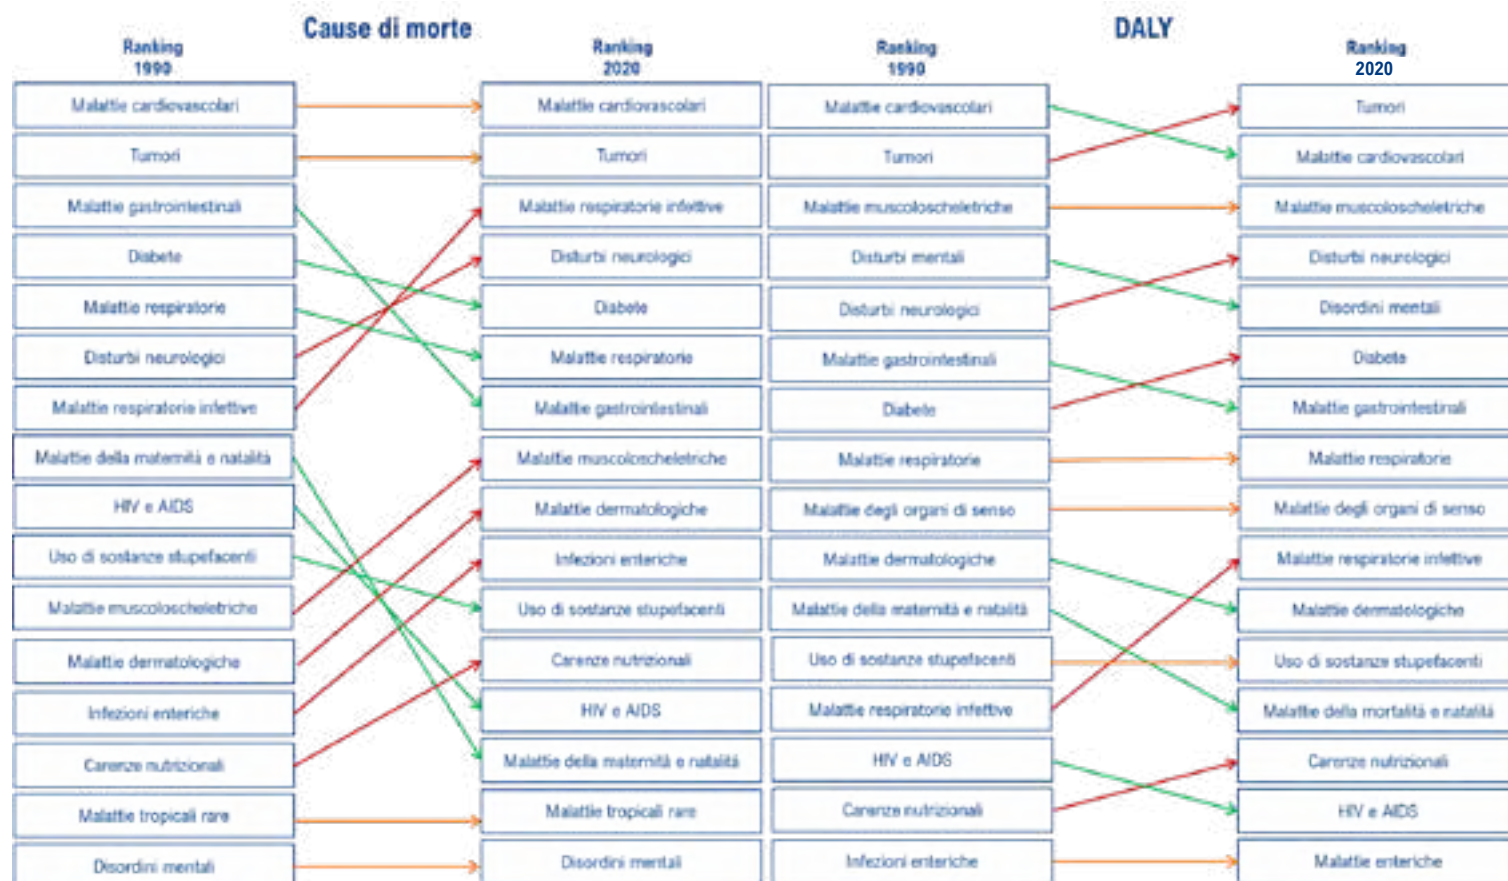 Cause di morte
DALY
Ranking
1990
Ranking
2020
Ranking
1990
Ranking
2020
Malattie cardiovascolari
Tumori
Malattie gastrointestinali
Diabete
Malattie respiratorie
Disturbi neurologici
Malattie respiratorie infettive
Malattie della maternità e natalità
HIV e AIDS
Uso di sostanze stupefacenti
Malattie muscoloscheletriche
Malattie dermatologiche
Infezioni enteriche
Carenze nutrizionali
Malattie tropicali rare
Disordini mentali
Malattie cardiovascolari
Tumori
Malattie respiratorie infettive
Disturbi neurologici
Diabete
Malattie respiratorie
Malattie gastrointestinali
Malattie muscoloscheletriche
Malattie dermatologiche
Infezioni enteriche
Uso di sostanze stupefacenti
Carenze nutrizionali
HIV e AIDS
Malattie della maternità e natalità
Malattie tropicali rare
Disordini mentali
Malattie cardiovascolari
Tumori
Malattie muscoloscheletriche
Disturbi mentali
Disturbi neurologici
Malattie gastrointestinali
Diabete
Malattie respiratorie
Malattie degli organi di senso
Malattie dermatologiche
Malattie della maternità e natalità
Uso di sostanze stupefacenti
Malattie respiratorie infettive
HIV e AIDS
Carenze nutrizionali
Infezioni enteriche
Tumori
Malattie cardiovascolari
Malattie muscoloscheletriche
Disturbi neurologici
Disordini mentali
Diabete
Malattie gastrointestinali
Malattie respiratorie
Malattie degli organi di senso
Malattie respiratorie infettive
Malattie dermatologiche
Uso di sostanze stupefacenti
Malattie della mortalità e natalità
Carenze nutrizionali
HIV e AIDS
Malattie enteriche